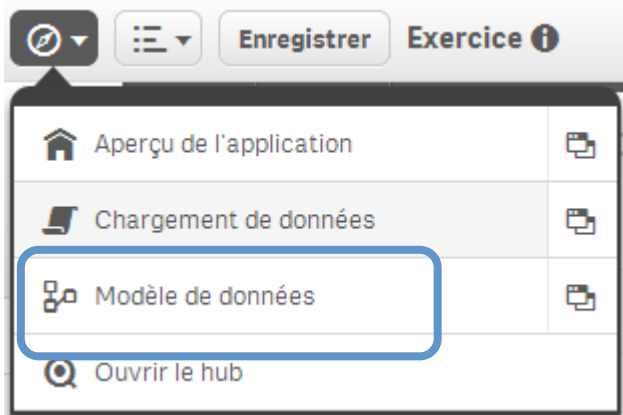 Enregistrer Exercice
Aperçu de l'application
Chargement de données
Modèle de données
Ouvrir le hub